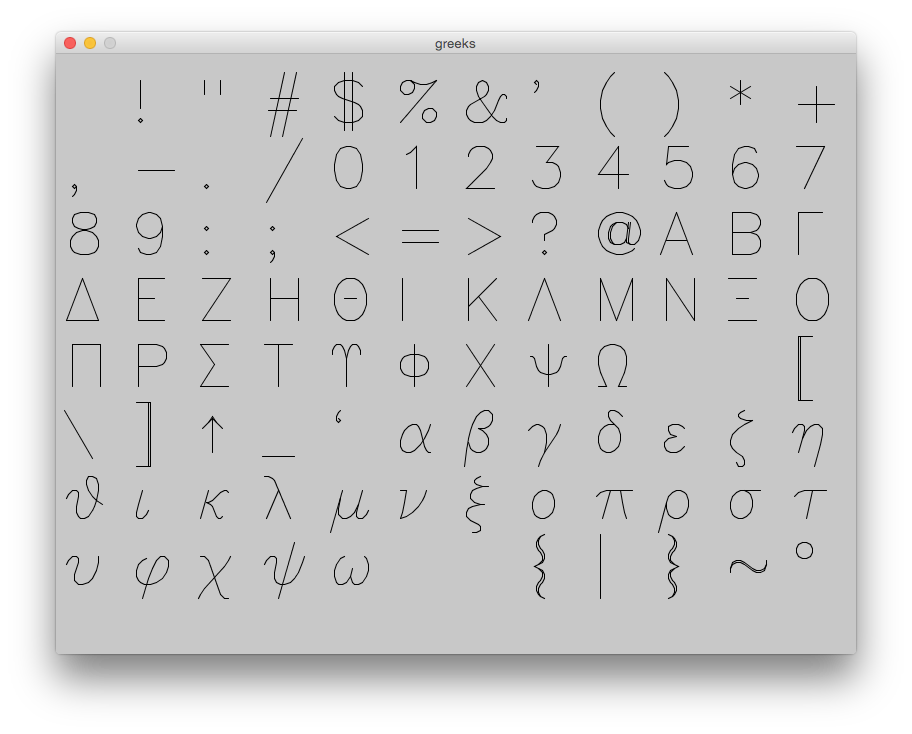 greeks
! " # $ % & ’ ( ) * +
, — . / 0 1 2 3 4 5 6 7
8 9 : ; < = > ? @ Α Β Γ
Δ Ε Ζ Η Θ Ι Κ Λ Μ Ν Ξ Ο
Π Ρ Σ Τ ϒ Φ Χ Ψ Ω [
\ ] ↑ _ ‘ α β γ δ ε ζ η
ϑ ι κ λ μ ν ξ ο π ρ σ τ
υ φ χ ψ ω { | } ~ °